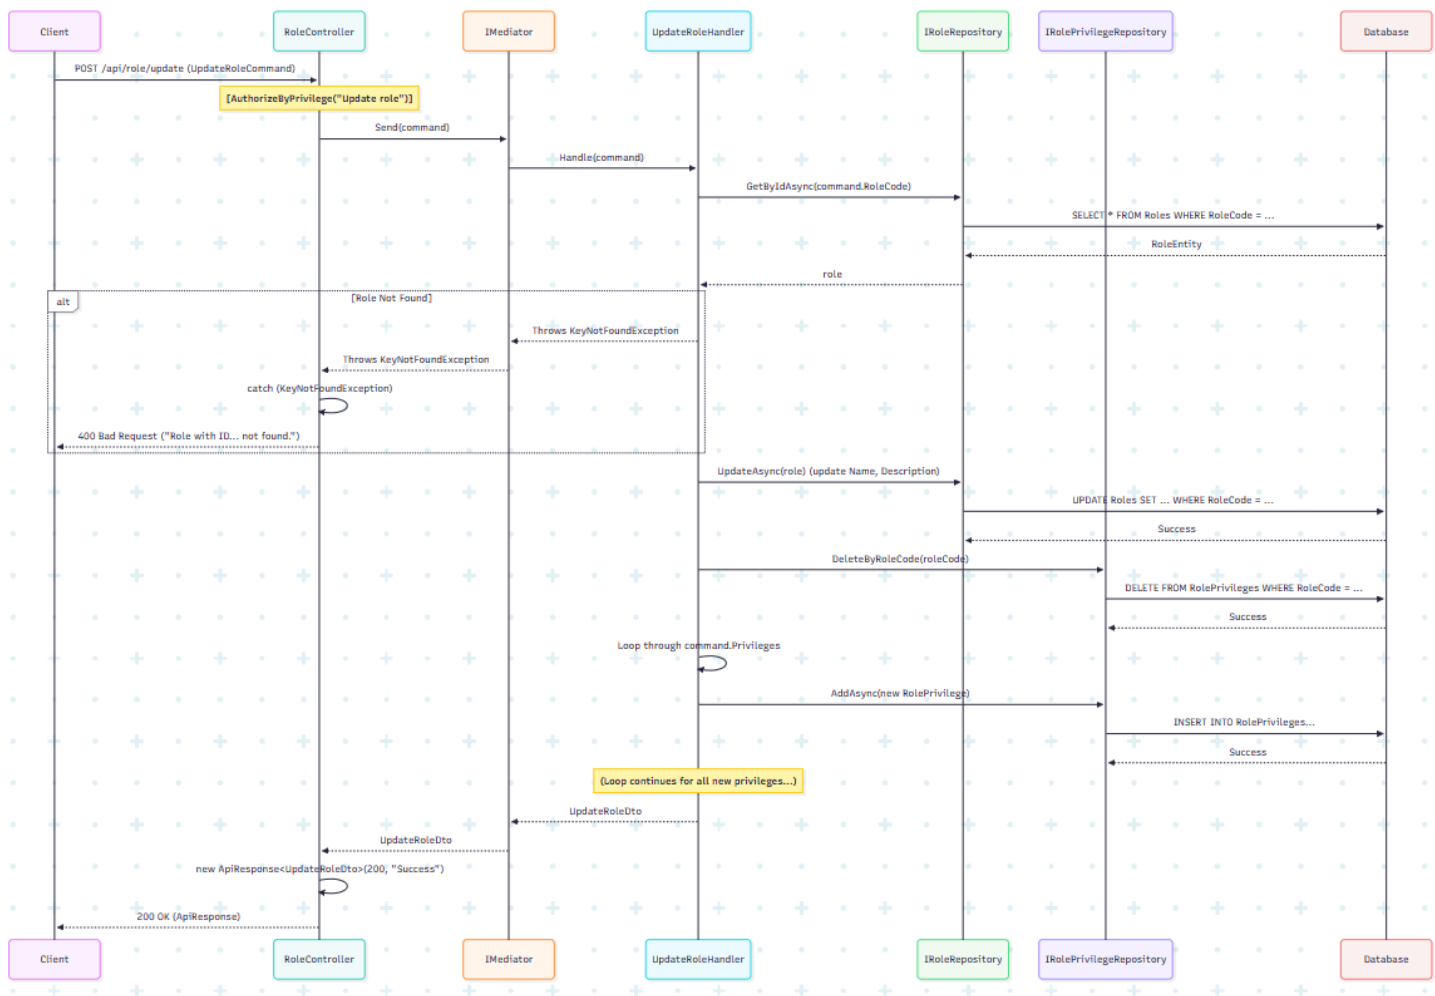 Client
RoleController
IMediator
UpdateRoleHandler
IRoleRepository
IRolePrivilegeRepository
Database
POST /api/role/update (UpdateRoleCommand)
[AuthorizeByPrivilege("Update role")]
Send(command)
Handle(command)
GetByIdAsync(command.RoleCode)
SELECT * FROM Roles WHERE RoleCode = ...
RoleEntity
role
alt
[Role Not Found]
Throws KeyNotFoundException
Throws KeyNotFoundException
catch (KeyNotFoundException)
400 Bad Request ("Role with ID... not found.")
UpdateAsync(role) (update Name, Description)
UPDATE Roles SET ... WHERE RoleCode = ...
Success
DeleteByRoleCode(roleCode)
DELETE FROM RolePrivileges WHERE RoleCode = ...
Success
Loop through command.Privileges
AddAsync(new RolePrivilege)
INSERT INTO RolePrivileges...
Success
(Loop continues for all new privileges...)
UpdateRoleDto
UpdateRoleDto
new ApiResponse<UpdateRoleDto>(200, "Success")
200 OK (ApiResponse)
Client
RoleController
IMediator
UpdateRoleHandler
IRoleRepository
IRolePrivilegeRepository
Database